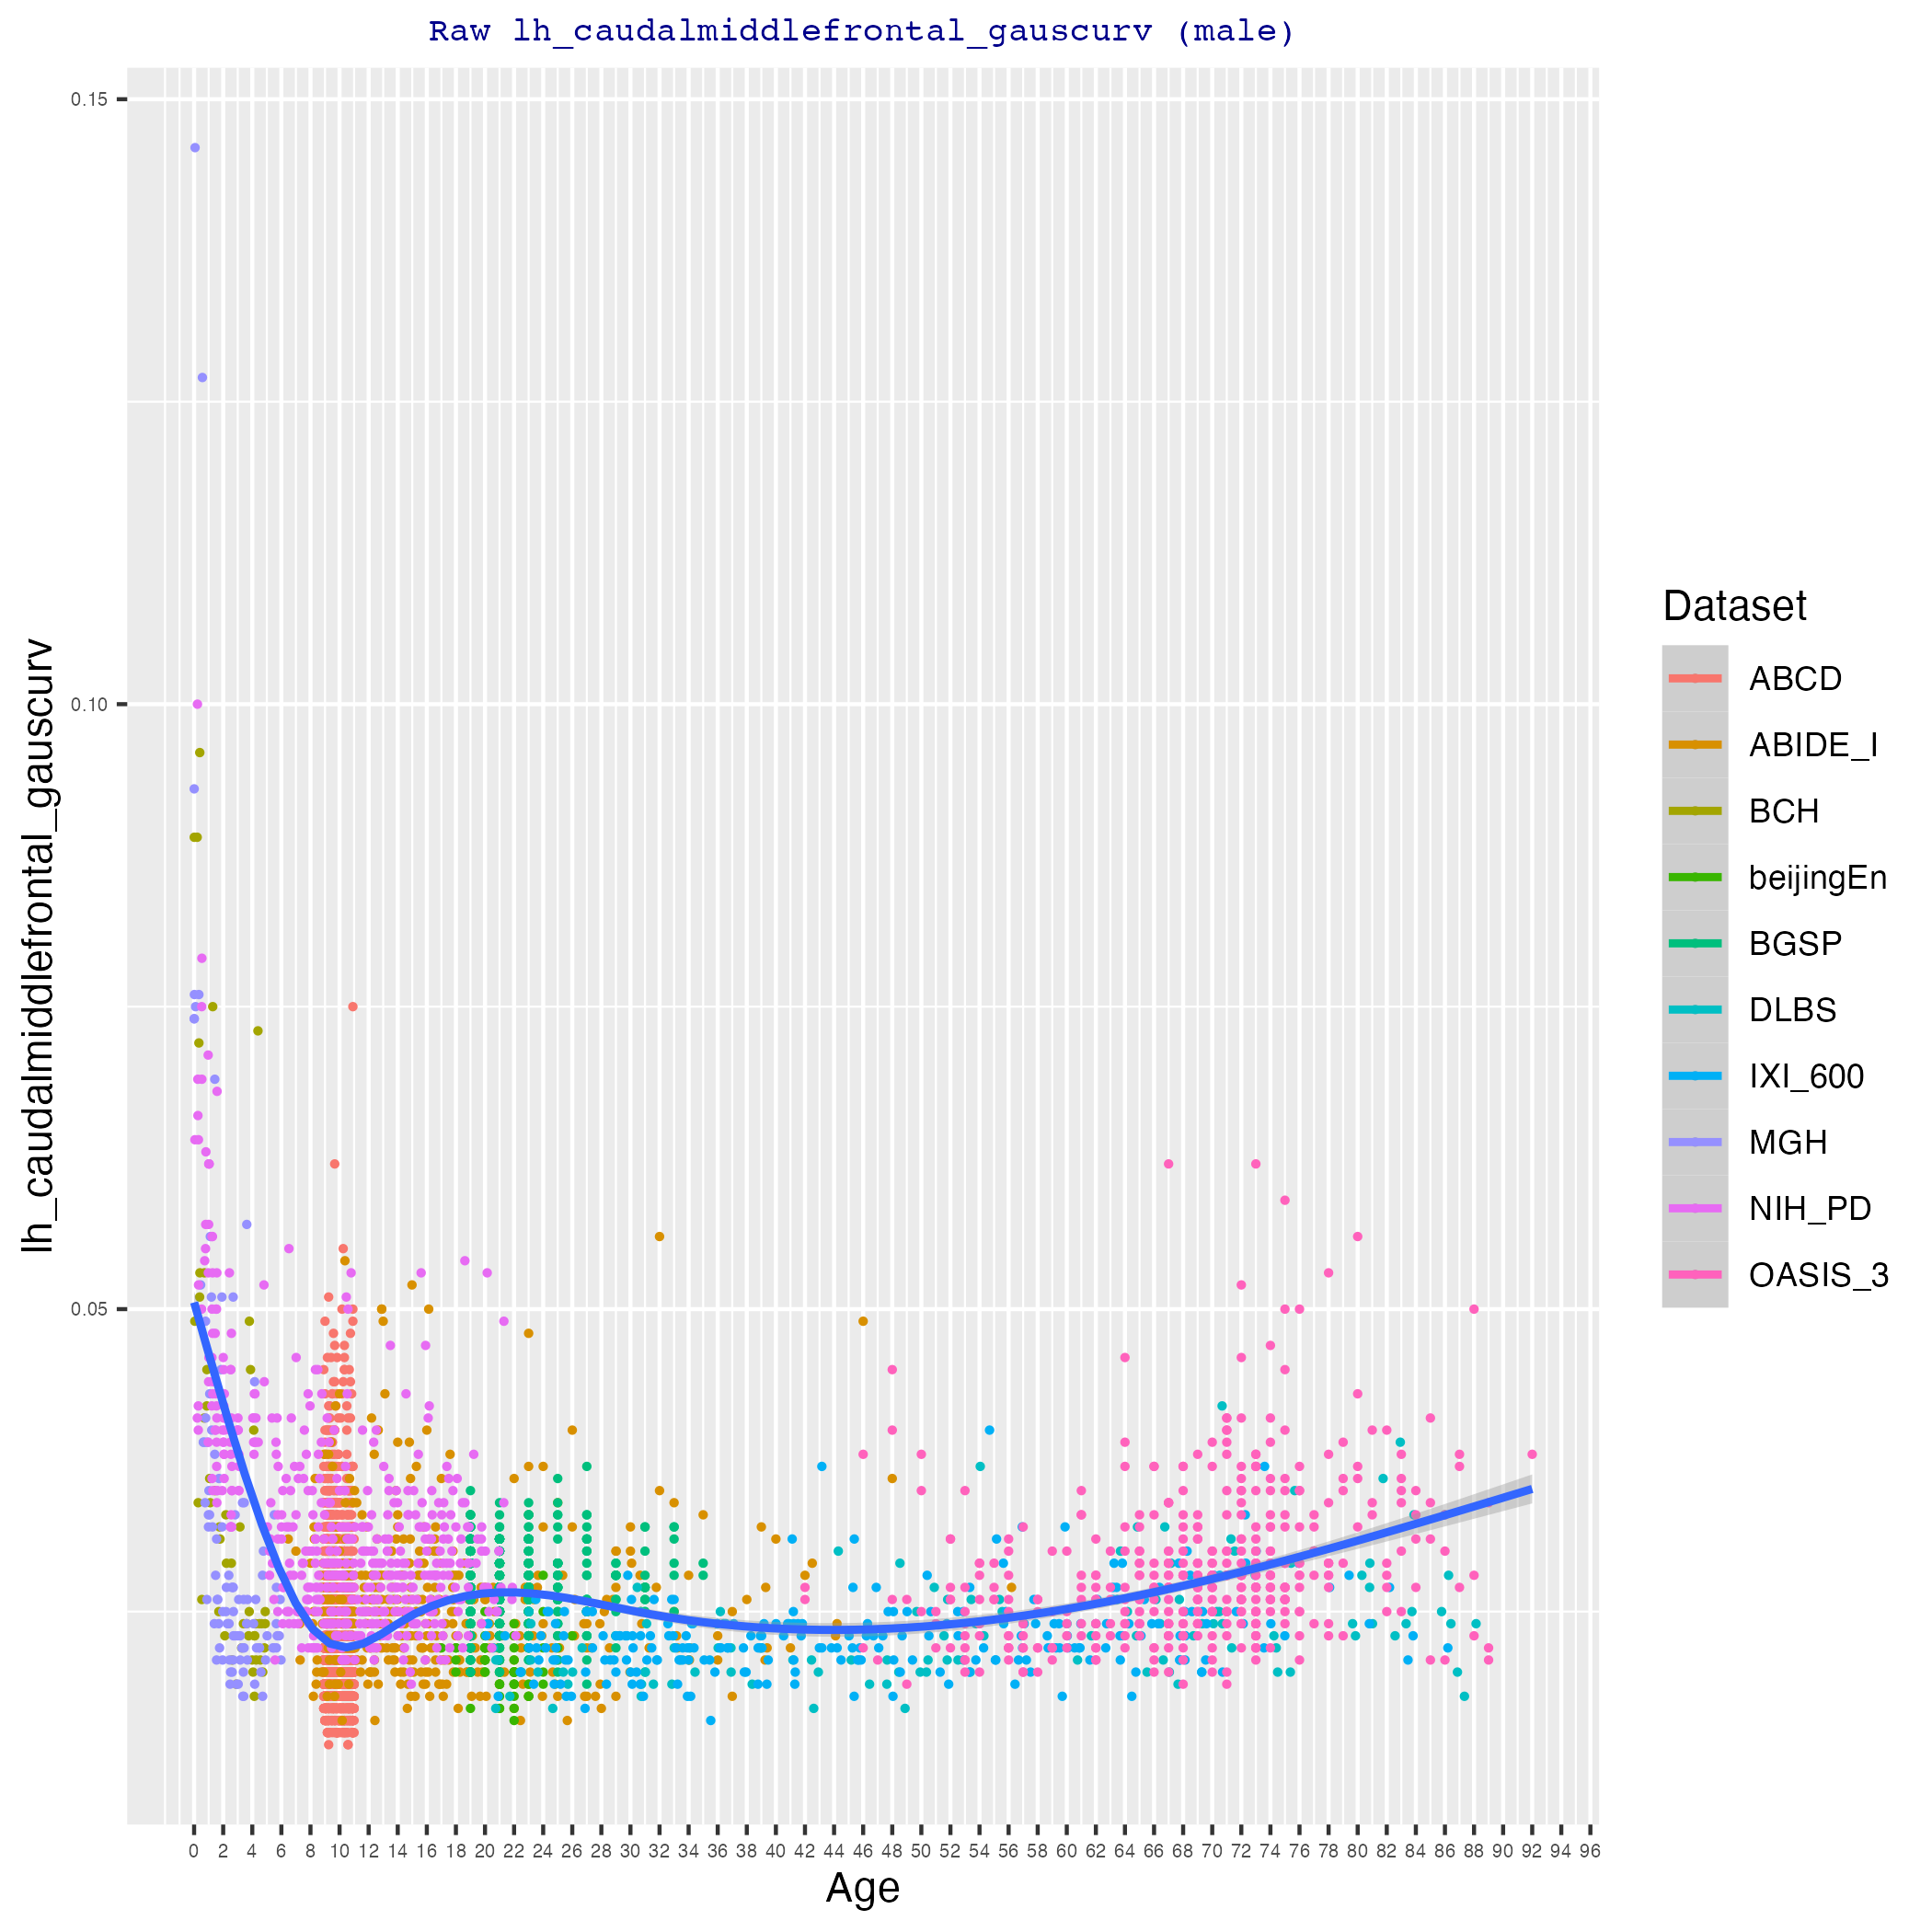 Raw lh_caudalmiddlefrontal_gauscurv (male)
lh_caudalmiddlefrontal_gauscurv
0.15
0.10
0.05
0 2 4 6 8 10 12 14 16 18 20 22 24 26 28 30 32 34 36 38 40 42 44 46 48 50 52 54 56 58 60 62 64 66 68 70 72 74 76 78 80 82 84 86 88 90 92 94 96
Age
Dataset
ABCD
ABIDE_I
BCH
beijingEn
BGSP
DLBS
IXI_600
MGH
NIH_PD
OASIS_3